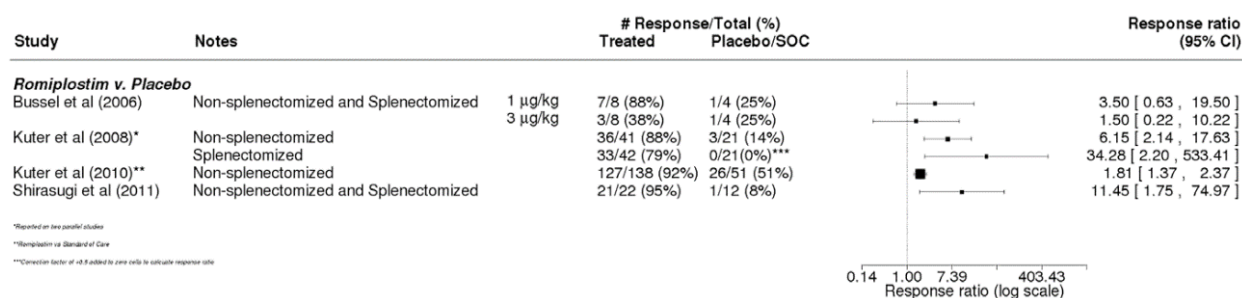 # Response/Total (%) Response ratio
Study Notes Treated Placebo/SOC (95% CI)
Romiplostim v. Placebo
Bussel et al (2006) Non-splenectomized and Splenectomized 1 µg/kg 7/8 (88%) 1/4 (25%) 3.50 [ 0.63 , 19.50 ]
3 µg/kg 3/8 (38%) 1/4 (25%) 1.50 [ 0.22 , 10.22 ]
Kuter et al (2008)* Non-splenectomized 36/41 (88%) 3/21 (14%) 6.15 [ 2.14 , 17.63 ]
Splenectomized 33/42 (79%) 0/21(0%)*** 34.28 [ 2.20 , 533.41 ]
Kuter et al (2010)** Non-splenectomized 127/138 (92%) 26/51 (51%) 1.81 [ 1.37 , 2.37 ]
Shirasugi et al (2011) Non-splenectomized and Splenectomized 21/22 (95%) 1/12 (8%) 11.45 [ 1.75 , 74.97 ]
*Reported on two parallel studies
**Romiplostim vs Standard of Care
***Correction factor of +0.5 added to zero cells to calculate response ratio
0.14 1.00 7.39 403.43
Response ratio (log scale)